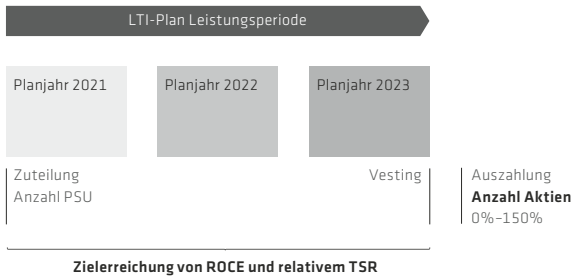 LTI-Plan Leistungsperiode
Planjahr 2021
Planjahr 2022
Planjahr 2023
Zuteilung
Anzahl PSU
Vesting
Auszahlung
Anzahl Aktien
0%–150%
Zielerreichung von ROCE und relativem TSR